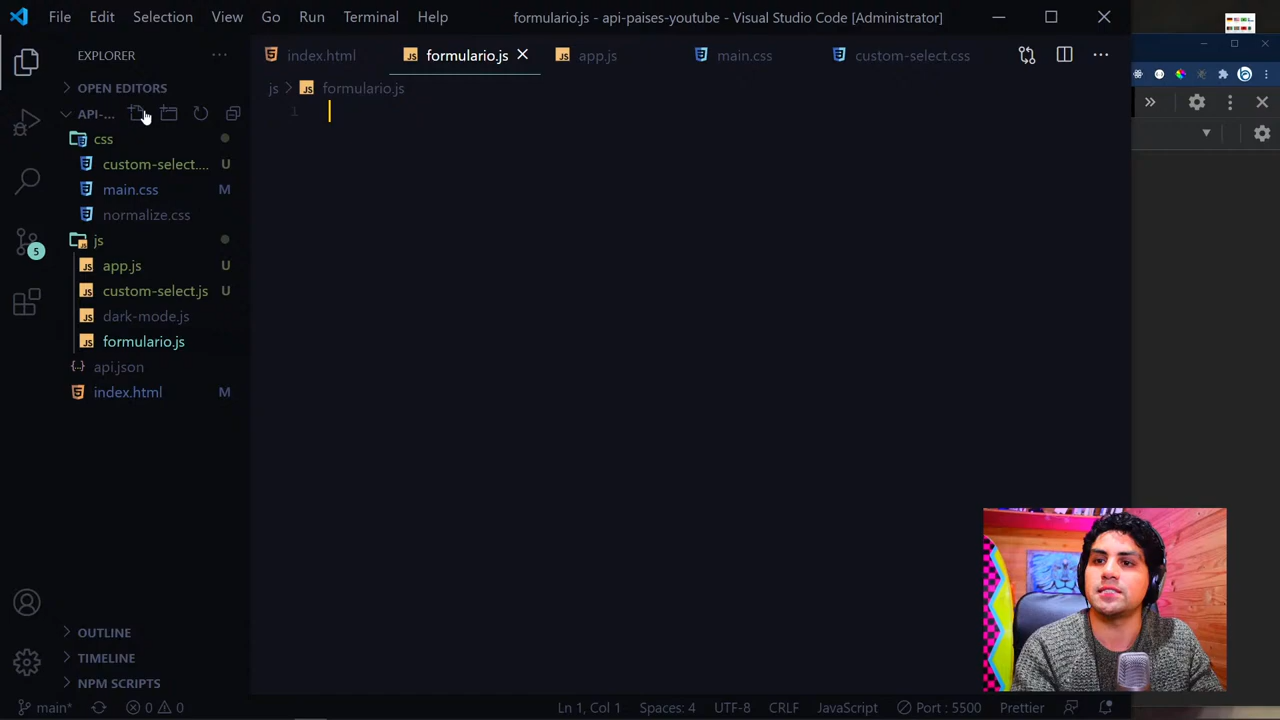 File Edit Selection View Go Run Terminal Help formulario.js - api-paises-youtube - Visual Studio Code [Administrator]
EXPLORER
index.html formulario.js app.js main.css custom-select.css
OPEN EDITORS
js formulario.js
API-...
1
css
custom-select.... U
main.css M
normalize.css
js
5
app.js U
custom-select.js U
dark-mode.js
formulario.js
api.json
index.html M
OUTLINE
TIMELINE
NPM SCRIPTS
main* 0 0 Ln 1, Col 1 Spaces: 4 UTF-8 CRLF JavaScript Port : 5500 Prettier